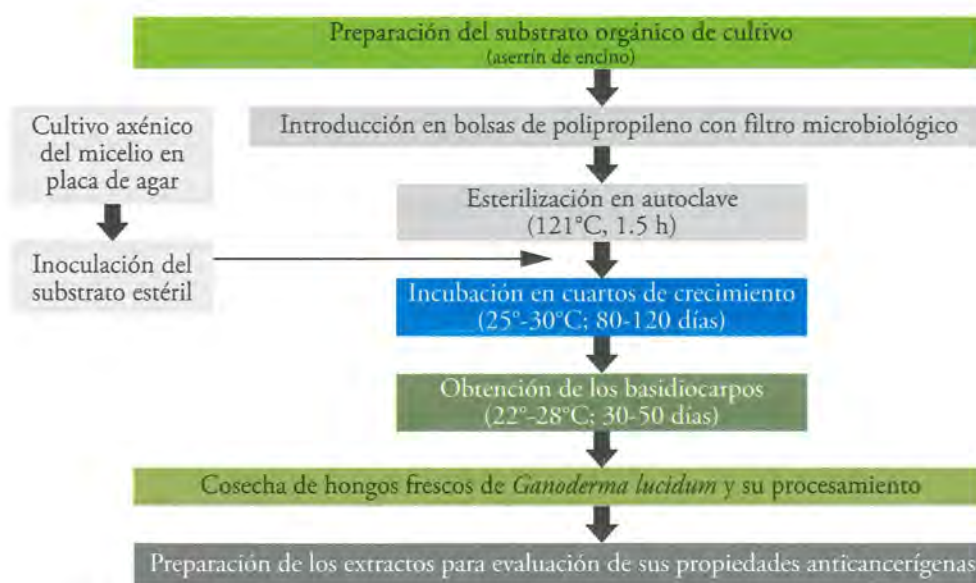 Preparación del substrato orgánico de cultivo
(aserrín de encino)
Introducción en bolsas de polipropileno con filtro microbiológico
Cultivo axénico
del micelio en
placa de agar
Esterilización en autoclave
(121°C, 1.5 h)
Inoculación del
substrato estéril
Incubación en cuartos de crecimiento
(25°-30°C; 80-120 días)
Obtención de los basidiocarpos
(22°-28°C; 30-50 días)
Cosecha de hongos frescos de Ganoderma lucidum y su procesamiento
Preparación de los extractos para evaluación de sus propiedades anticancerígenas